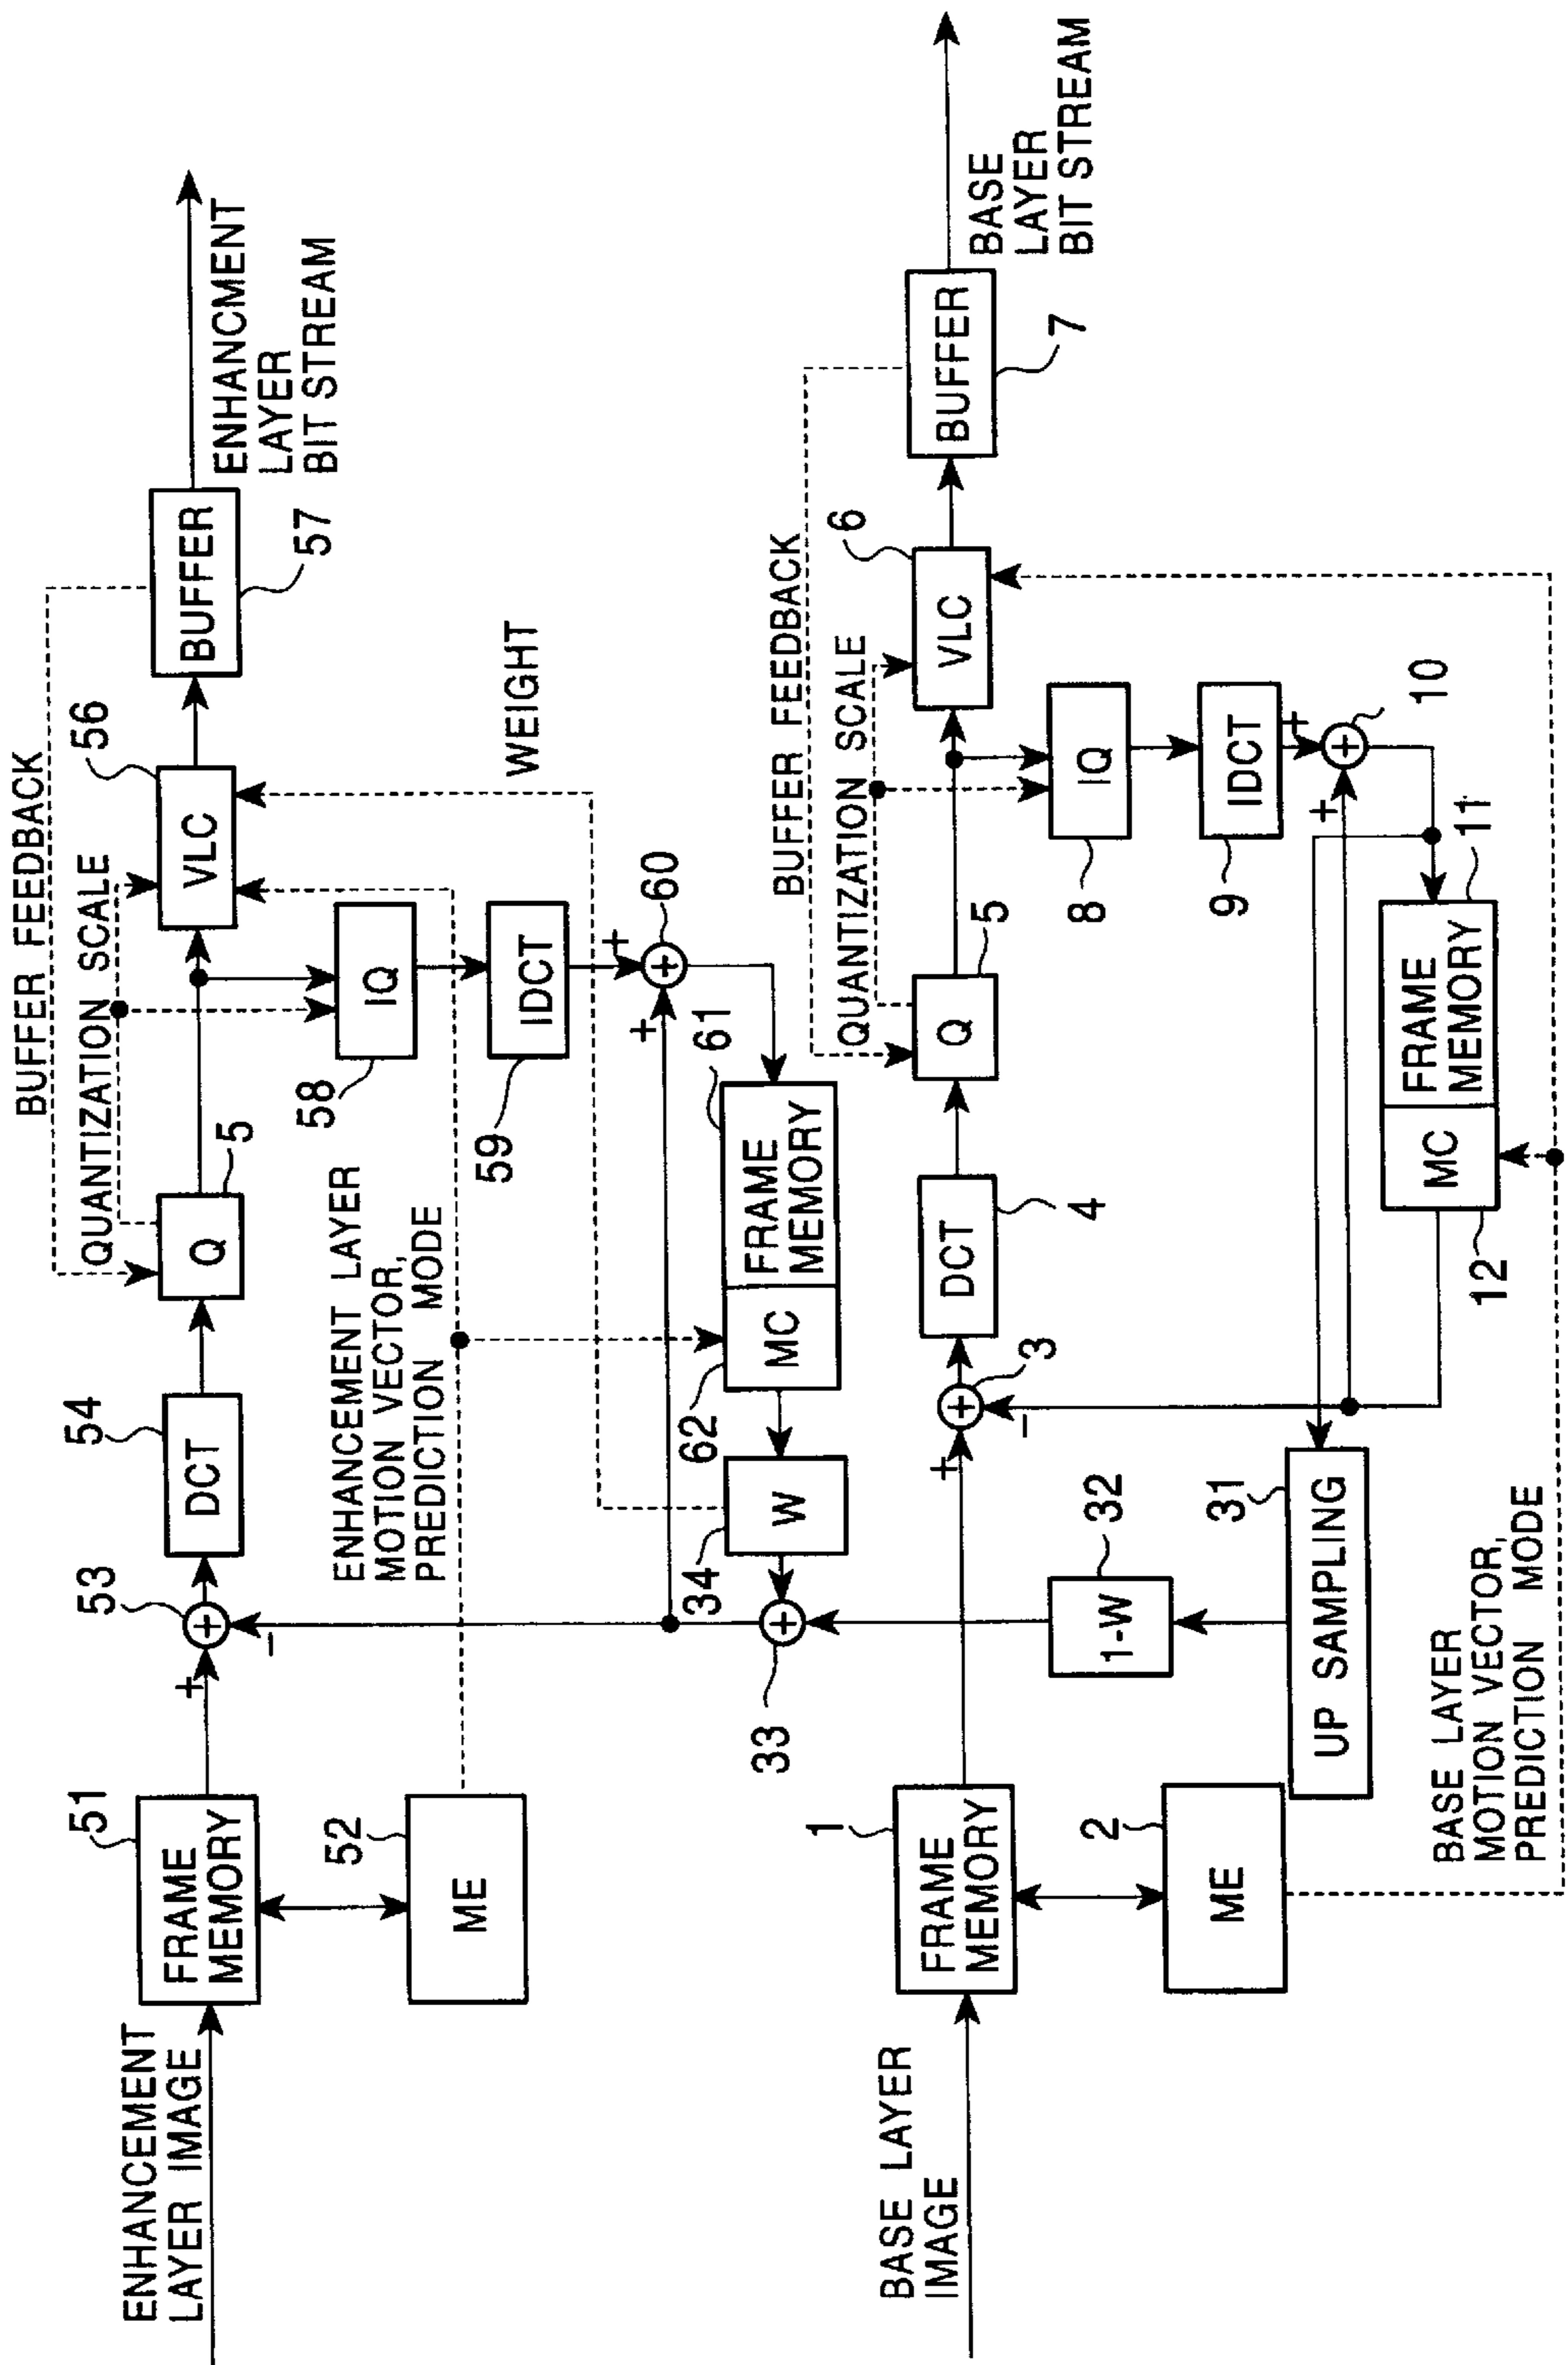 ENHANCEMENT
LAYER IMAGE
51
FRAME
MEMORY
52
ME
53
+
−
54
DCT
BUFFER FEEDBACK
QUANTIZATION SCALE
5
Q
56
VLC
BUFFER
57
ENHANCMENT
LAYER
BIT STREAM
58
IQ
59
IDCT
+
60
+
ENHANCEMENT LAYER
MOTION VECTOR,
PREDICTION MODE
WEIGHT
61
FRAME
MEMORY
MC
62
W
34
33
1-W
32
UP SAMPLING
31
BASE LAYER
IMAGE
1
FRAME
MEMORY
2
ME
+
−
3
DCT
4
BUFFER FEEDBACK
QUANTIZATION SCALE
5
Q
6
VLC
BUFFER
7
BASE
LAYER
BIT STREAM
IQ
8
IDCT
9
+
+
10
11
FRAME
MEMORY
MC
12
BASE LAYER
MOTION VECTOR,
PREDICTION MODE